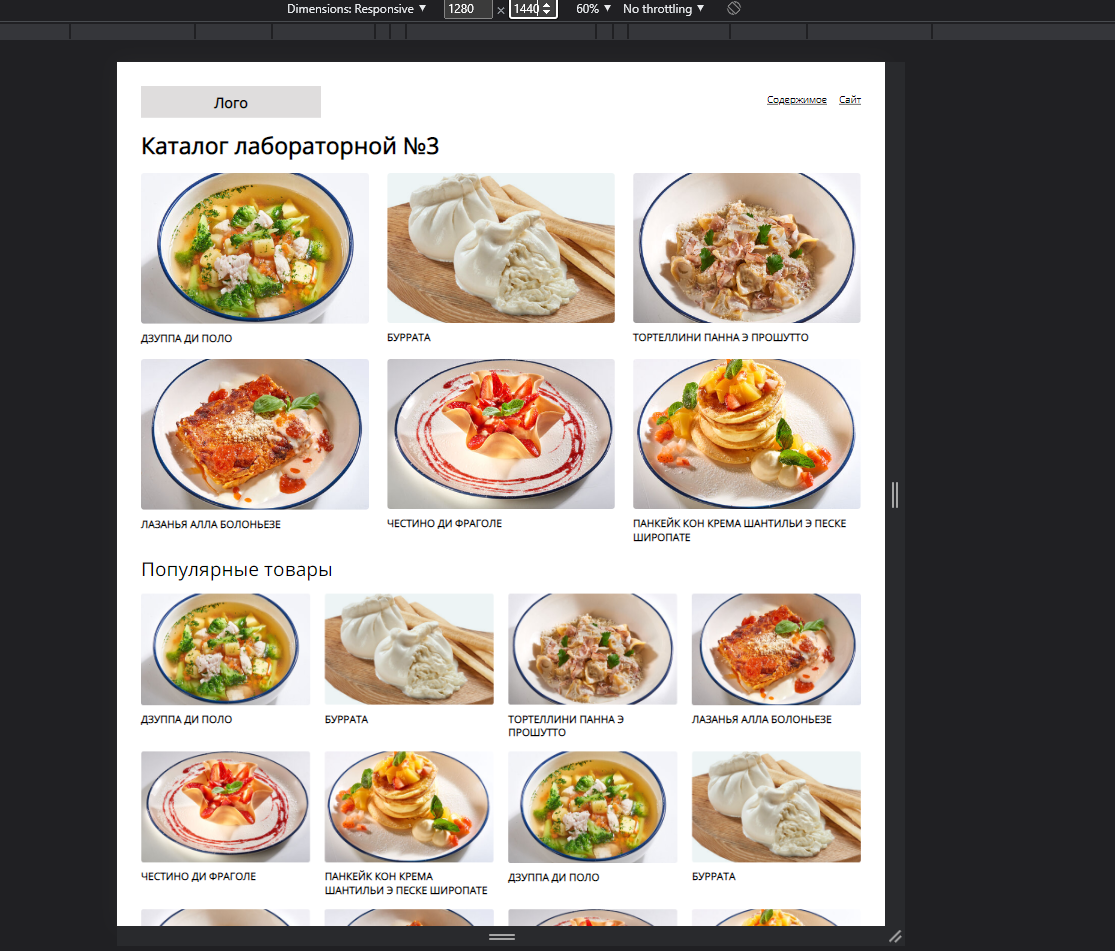 Dimensions: Responsive ▼ 1280 × 1440 60% ▼ No throttling ▼
Лого
Содержимое Сайт
Каталог лабораторной №3
ДЗУППА ДИ ПОЛО
БУРРАТА
ТОРТЕЛЛИНИ ПАННА Э ПРОШУТТО
ЛАЗАНЬЯ АЛЛА БОЛОНЬЕЗЕ
ЧЕСТИНО ДИ ФРАГОЛЕ
ПАНКЕЙК КОН КРЕМА ШАНТИЛЬИ Э ПЕСКЕ
ШИРОПАТЕ
Популярные товары
ДЗУППА ДИ ПОЛО
БУРРАТА
ТОРТЕЛЛИНИ ПАННА Э
ПРОШУТТО
ЛАЗАНЬЯ АЛЛА БОЛОНЬЕЗЕ
ЧЕСТИНО ДИ ФРАГОЛЕ
ПАНКЕЙК КОН КРЕМА
ШАНТИЛЬИ Э ПЕСКЕ ШИРОПАТЕ
ДЗУППА ДИ ПОЛО
БУРРАТА